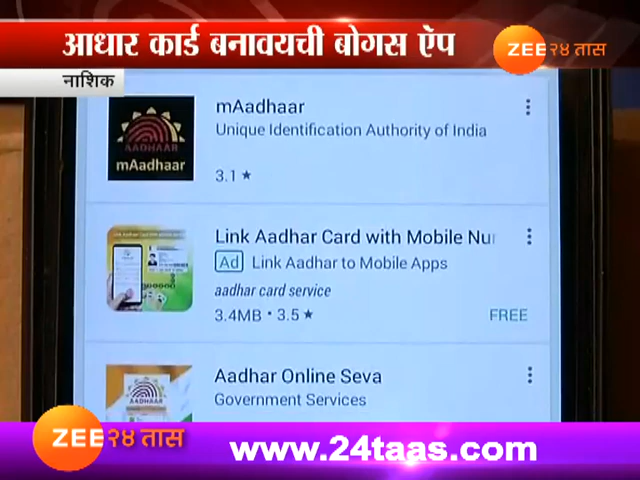 आधार कार्ड बनावयची बोगस ऍप
ZEE २४ तास
नाशिक
mAadhaar
Unique Identification Authority of India
AADHAAR
mAadhaar
3.1 ★
Link Aadhar Card with Mobile Nu
Ad Link Aadhar to Mobile Apps
aadhar card service
3.4MB • 3.5 ★
FREE
Aadhar Online Seva
Government Services
ZEE २४ तास
www.24taas.com